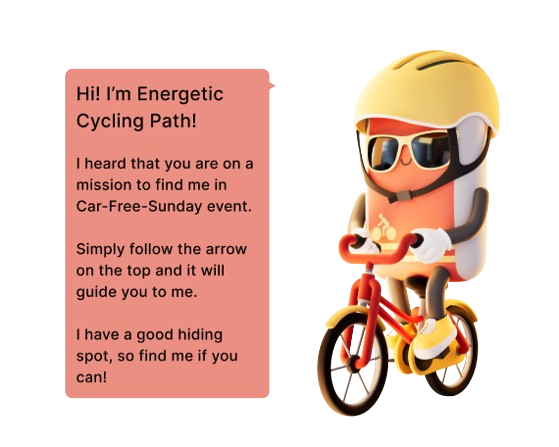 Hi! I’m Energetic
Cycling Path!
I heard that you are on a
mission to find me in
Car-Free-Sunday event.
Simply follow the arrow
on the top and it will
guide you to me.
I have a good hiding
spot, so find me if you
can!